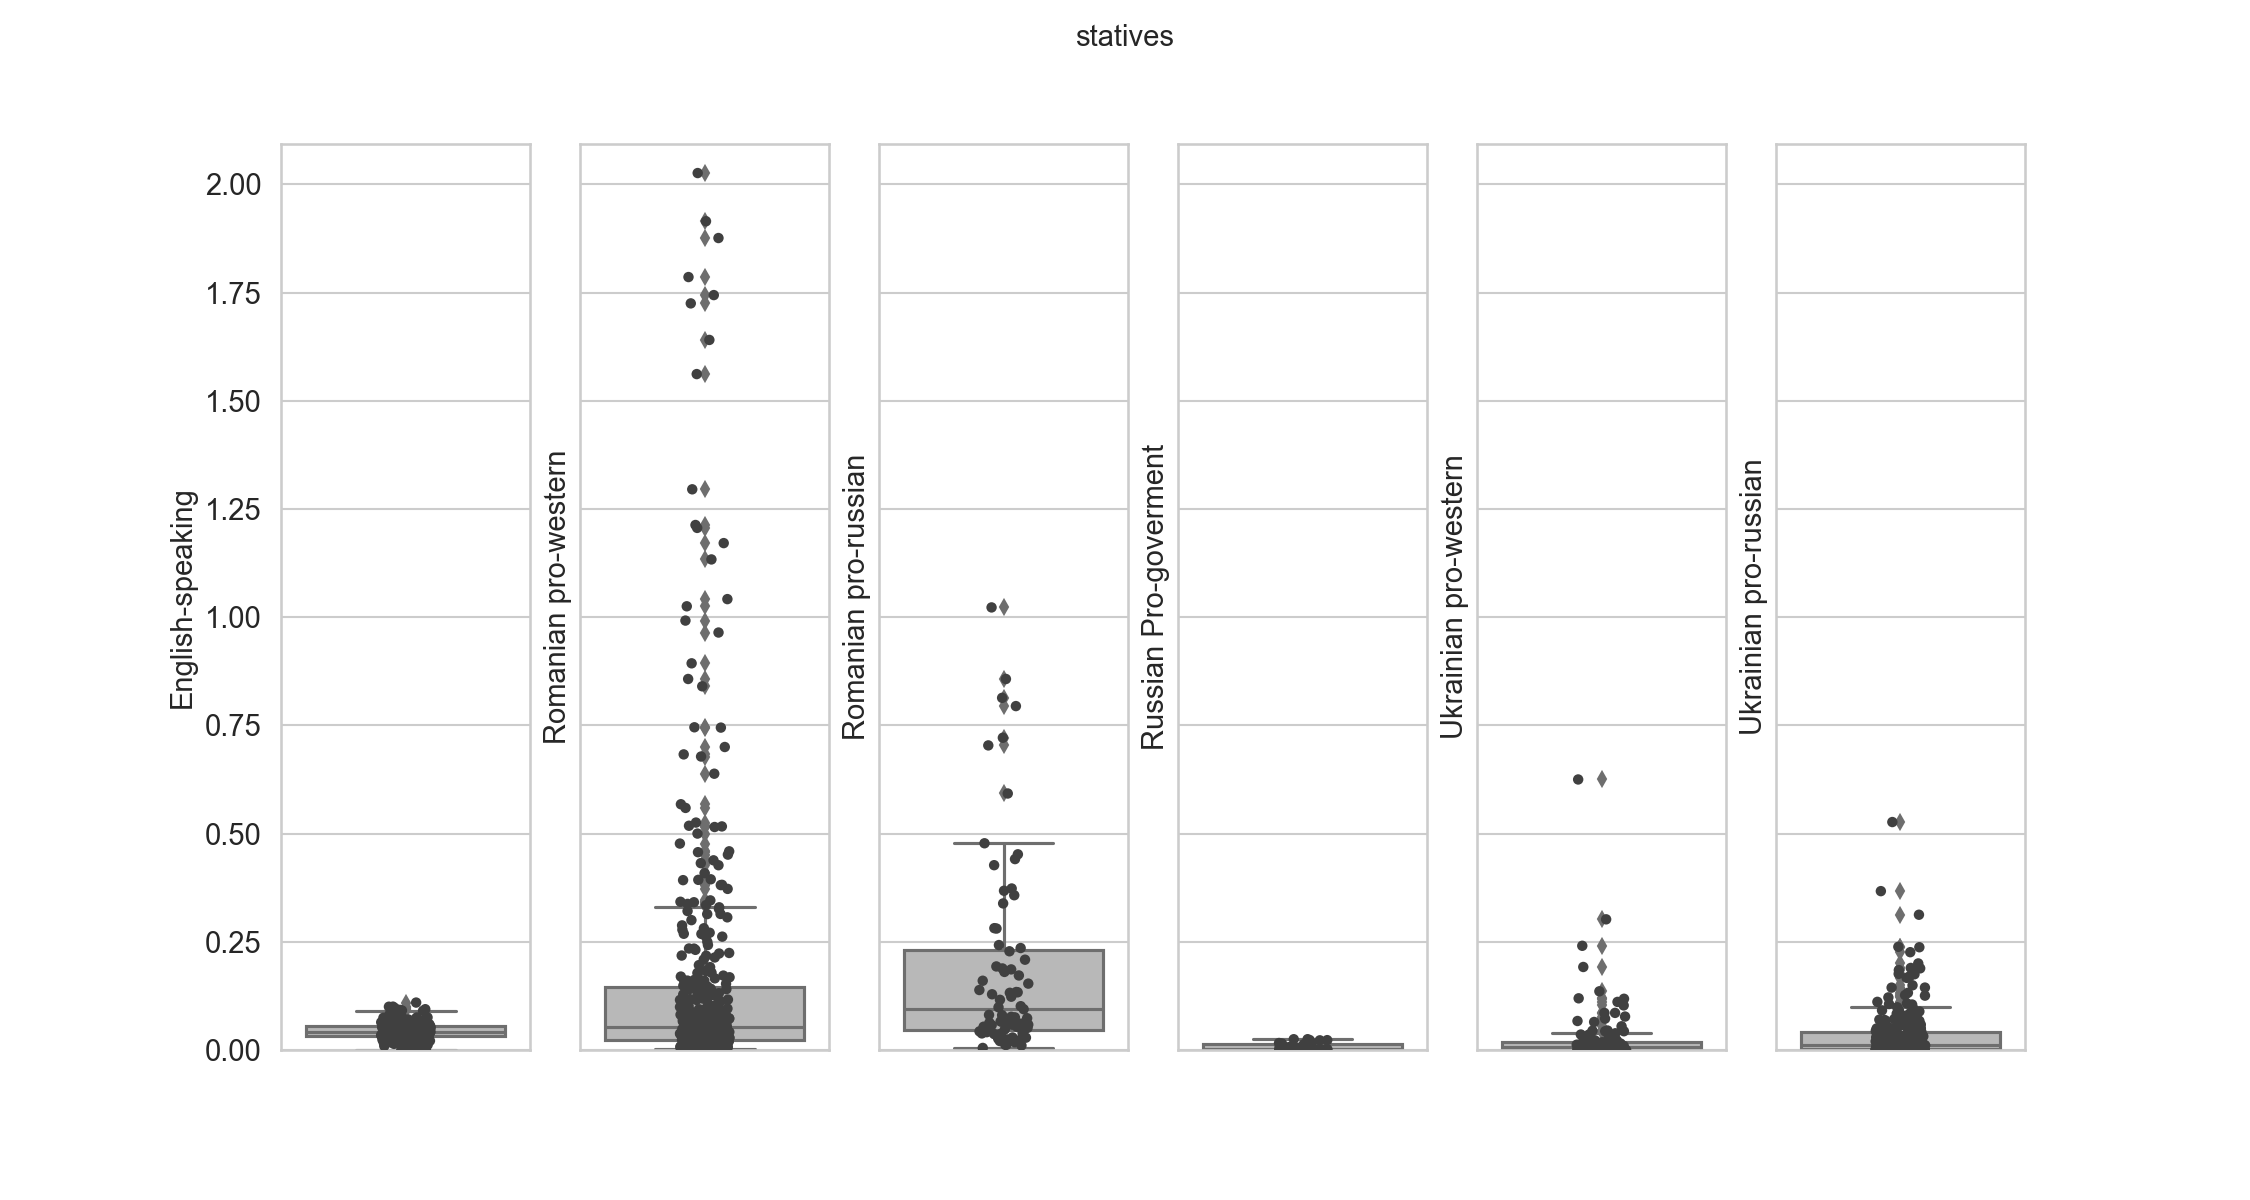 statives
2.00
1.75
1.50
1.25
1.00
0.75
0.50
0.25
0.00
English-speaking
Romanian pro-western
Romanian pro-russian
Russian Pro-goverment
Ukrainian pro-western
Ukrainian pro-russian